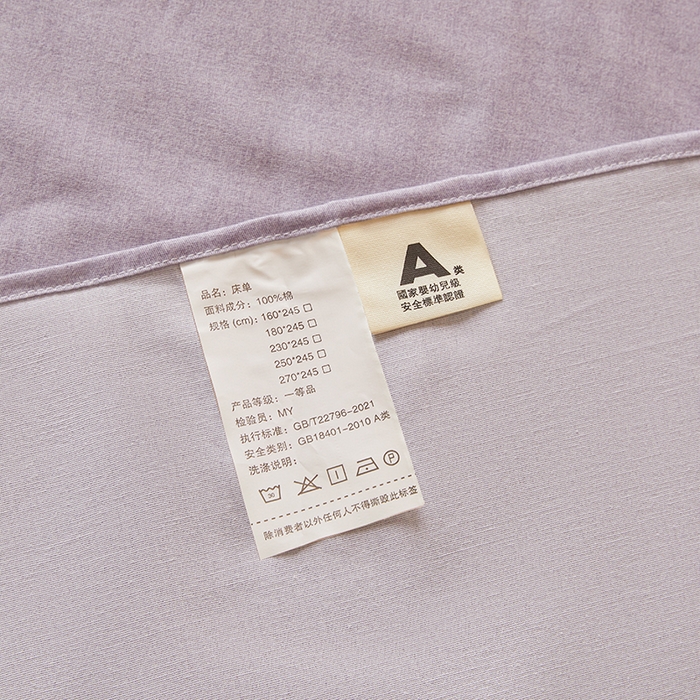 品名：床单
面料成分：100%棉
规格 (cm)：160*245 □
180*245 □
230*245 □
250*245 □
270*245 □
产品等级：一等品
检验员：MY
执行标准：GB/T22796-2021
安全类别：GB18401-2010 A类
洗涤说明：
30
P
除消费者以外任何人不得撕毁此标签
A类
國家嬰幼兒級
安全標準認證